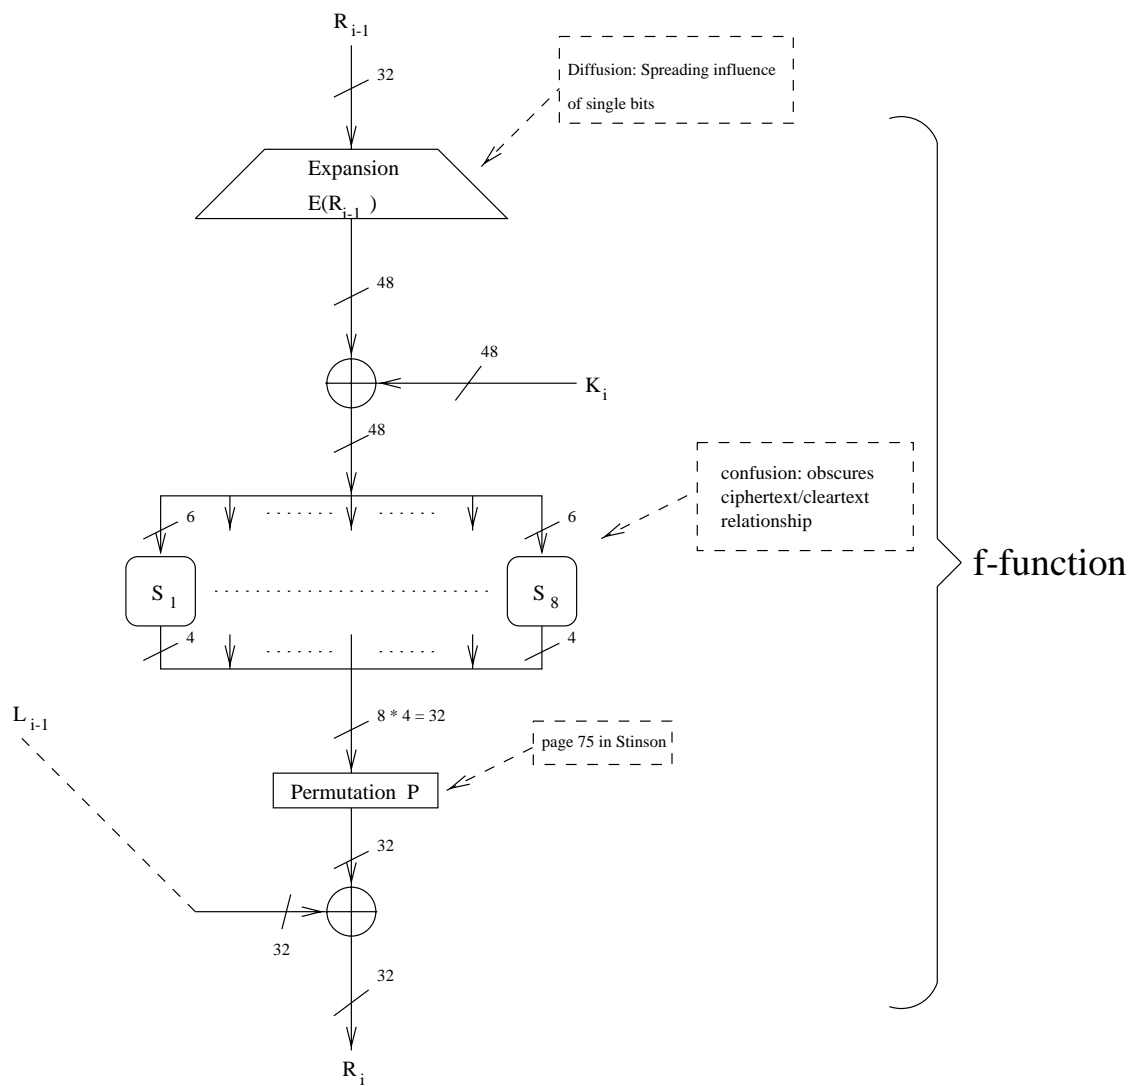 R i-1
32
Diffusion: Spreading influence
of single bits
Expansion
E(R i-1 )
48
48
K i
48
confusion: obscures
ciphertext/cleartext
relationship
6
6
f-function
S 1
S 8
4
4
L i-1
8 * 4 = 32
page 75 in Stinson
Permutation P
32
32
32
R i